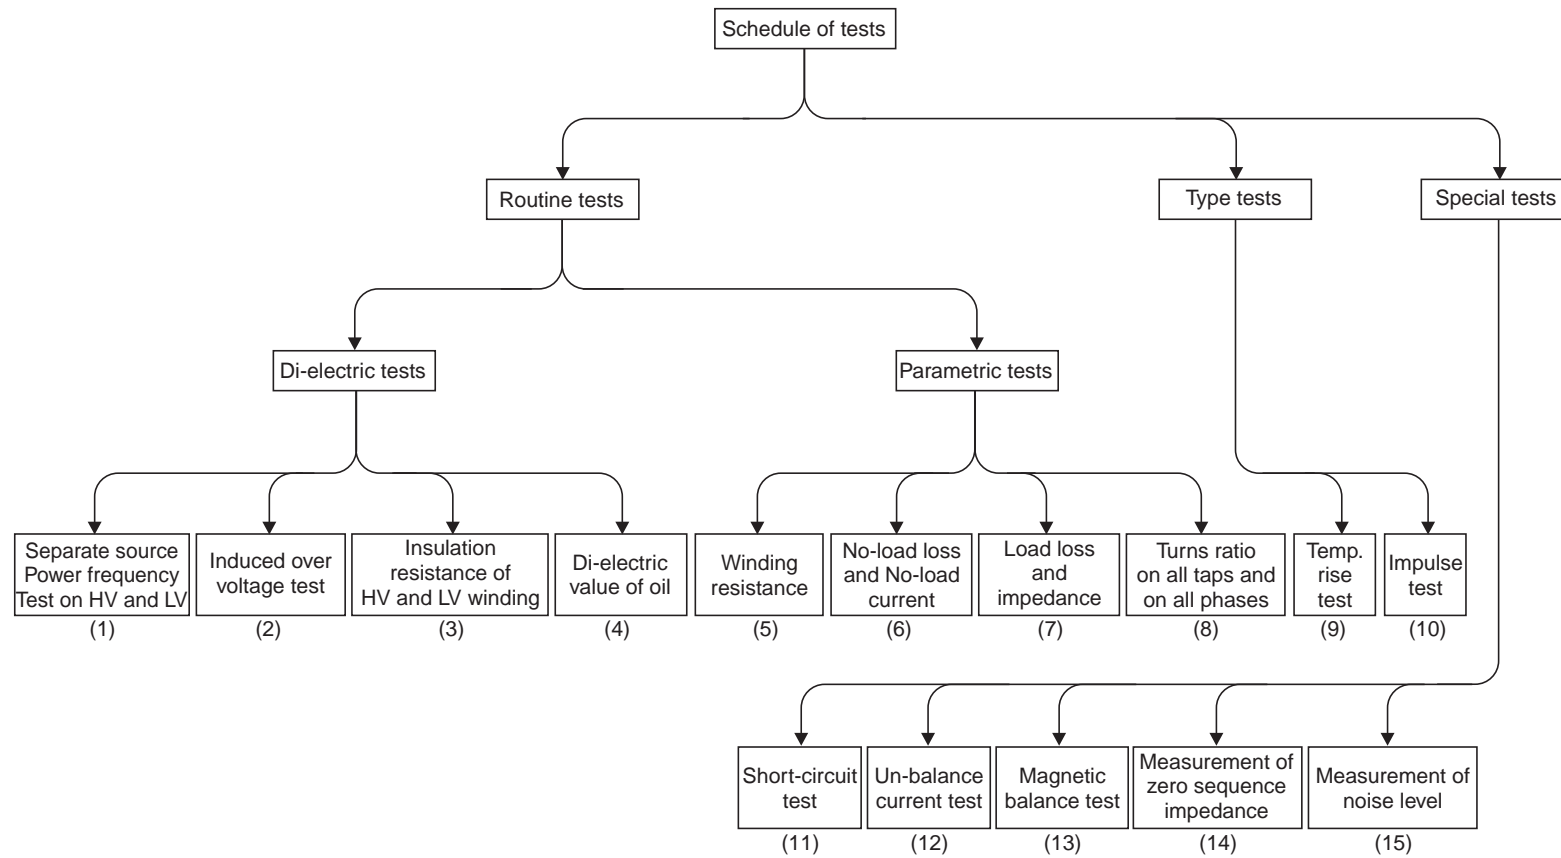 Schedule of tests
Routine tests
Type tests
Special tests
Di-electric tests
Parametric tests
Separate source
Power frequency
Test on HV and LV
(1)
Induced over
voltage test
(2)
Insulation
resistance of
HV and LV winding
(3)
Di-electric
value of oil
(4)
Winding
resistance
(5)
No-load loss
and No-load
current
(6)
Load loss
and
impedance
(7)
Turns ratio
on all taps and
on all phases
(8)
Temp.
rise
test
(9)
Impulse
test
(10)
Short-circuit
test
(11)
Un-balance
current test
(12)
Magnetic
balance test
(13)
Measurement of
zero sequence
impedance
(14)
Measurement of
noise level
(15)